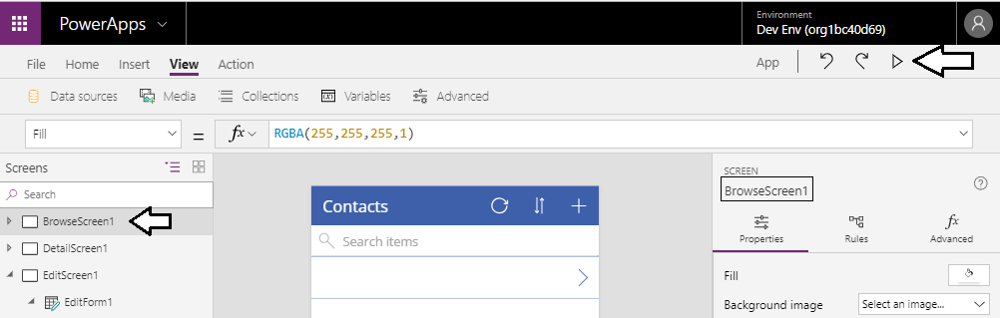 PowerApps
Environment
Dev Env (org1bc40d69)
File Home Insert View Action App
Data sources Media Collections (x) Variables Advanced
Fill = fx RGBA(255,255,255,1)
Screens
Search
BrowseScreen1
DetailScreen1
EditScreen1
EditForm1
Contacts
Search items
SCREEN
BrowseScreen1
Properties Rules fx Advanced
Fill
Background image Select an image...